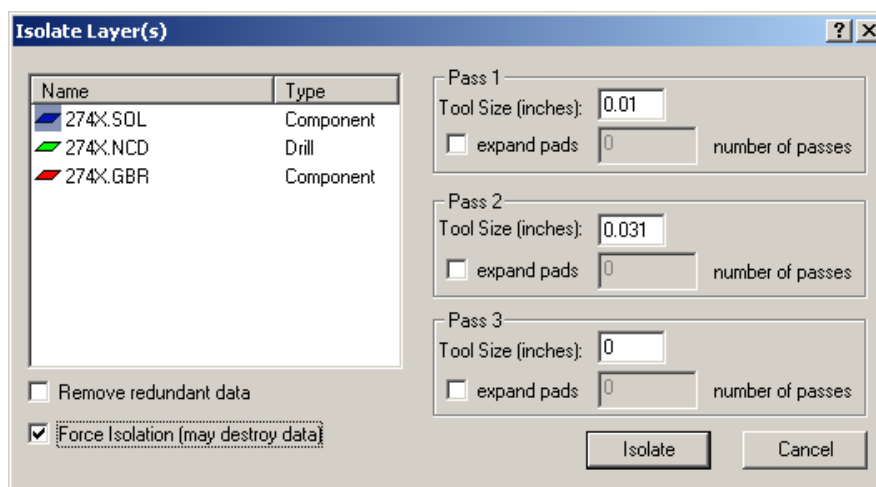 Isolate Layer(s)
Name Type
274X.SOL Component
274X.NCD Drill
274X.GBR Component
Remove redundant data
Force Isolation (may destroy data)
Pass 1
Tool Size (inches): 0.01
expand pads 0 number of passes
Pass 2
Tool Size (inches): 0.031
expand pads 0 number of passes
Pass 3
Tool Size (inches): 0
expand pads 0 number of passes
Isolate Cancel